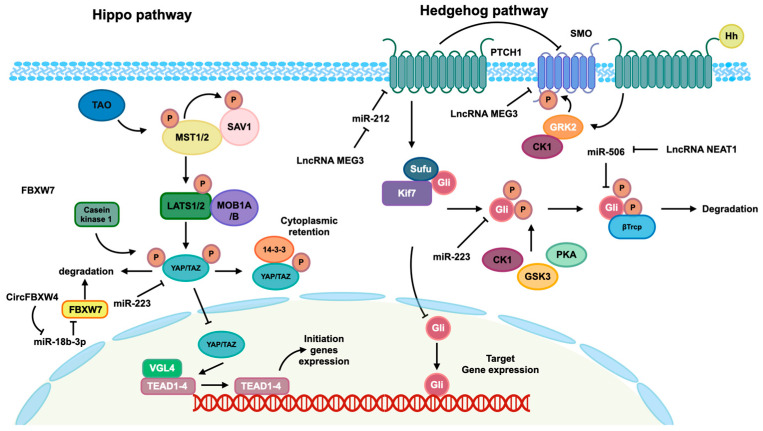 Hippo pathway
Hedgehog pathway
Hh
SMO
PTCH1
TAO
P
P
SAV1
MST1/2
miR-212
LncRNA MEG3
LncRNA MEG3
P
GRK2
CK1
miR-506
LncRNA NEAT1
FBXW7
P
LATS1/2
MOB1A
/B
Sufu
Gli
Kif7
Casein
kinase 1
Cytoplasmic
retention
P
P
YAP/TAZ
14-3-3
P
YAP/TAZ
P
Gli
P
P
Gli
P
βTrcp
Degradation
degradation
miR-223
CircFBXW4
FBXW7
miR-18b-3p
miR-223
CK1
PKA
GSK3
YAP/TAZ
Initiation
genes
expression
Gli
Target
Gene expression
VGL4
TEAD1-4
TEAD1-4
Gli